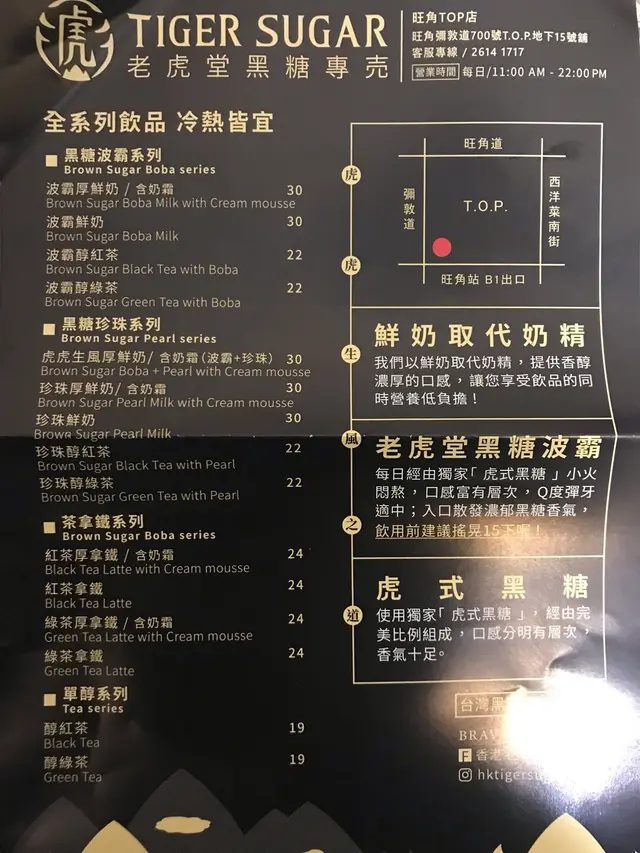 虎
TIGER SUGAR
老虎堂黑糖專売
旺角TOP店
旺角彌敦道700號T.O.P.地下15號舖
客服專線 / 2614 1717
營業時間 每日/11:00 AM - 22:00 PM
全系列飲品 冷熱皆宜
黑糖波霸系列
Brown Sugar Boba series
波霸厚鮮奶 / 含奶霜 30
Brown Sugar Boba Milk with Cream mousse
波霸鮮奶 30
Brown Sugar Boba Milk
波霸醇紅茶 22
Brown Sugar Black Tea with Boba
波霸醇綠茶 22
Brown Sugar Green Tea with Boba
黑糖珍珠系列
Brown Sugar Pearl series
虎虎生風厚鮮奶/ 含奶霜 (波霸+珍珠) 30
Brown Sugar Boba + Pearl with Cream mousse
珍珠厚鮮奶/ 含奶霜 30
Brown Sugar Pearl Milk with Cream mousse
珍珠鮮奶 30
Brown Sugar Pearl Milk
珍珠醇紅茶 22
Brown Sugar Black Tea with Pearl
珍珠醇綠茶 22
Brown Sugar Green Tea with Pearl
茶拿鐵系列
Brown Sugar Boba series
紅茶厚拿鐵 / 含奶霜 24
Black Tea Latte with Cream mousse
紅茶拿鐵 24
Black Tea Latte
綠茶厚拿鐵 / 含奶霜 24
Green Tea Latte with Cream mousse
綠茶拿鐵 24
Green Tea Latte
單醇系列
Tea series
醇紅茶 19
Black Tea
醇綠茶 19
Green Tea
虎
虎
生
風
之
道
旺角道
彌敦道
T.O.P.
西洋菜南街
旺角站 B1出口
鮮奶取代奶精
我們以鮮奶取代奶精，提供香醇
濃厚的口感，讓您享受飲品的同
時營養低負擔！
老虎堂黑糖波霸
每日經由獨家「虎式黑糖」小火
悶熬，口感富有層次，Q度彈牙
適中；入口散發濃郁黑糖香氣，
飲用前建議搖晃15下喔！
虎式黑糖
使用獨家「虎式黑糖」，經由完
美比例組成，口感分明有層次，
香氣十足。
台灣黑
BRAV
香港老
hktigersu